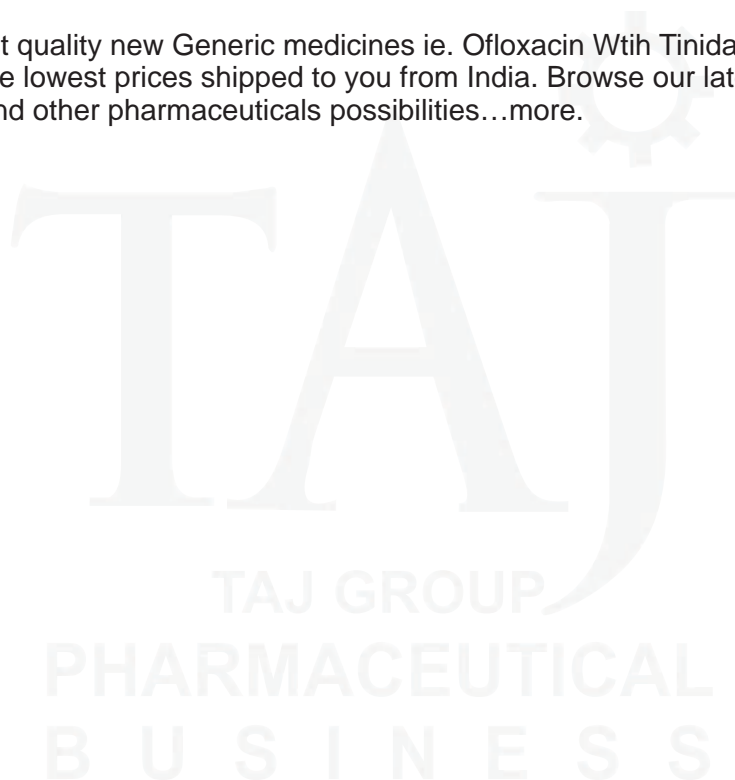 t quality new Generic medicines ie. Ofloxacin Wtih Tinida
e lowest prices shipped to you from India. Browse our lat
nd other pharmaceuticals possibilities…more.
TAJ
TAJ GROUP
PHARMACEUTICAL
BUSINESS